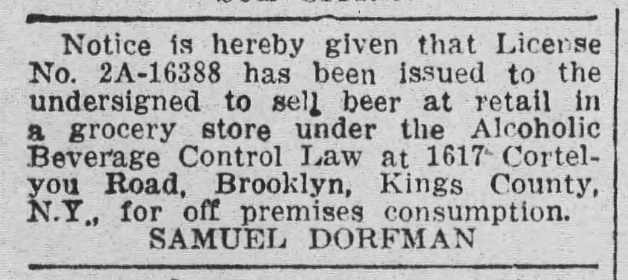 Notice is hereby given that License
No. 2A-16388 has been issued to the
undersigned to sell beer at retail in
a grocery store under the Alcoholic
Beverage Control Law at 1617 Cortel-
you Road, Brooklyn, Kings County,
N.Y., for off premises consumption.
SAMUEL DORFMAN